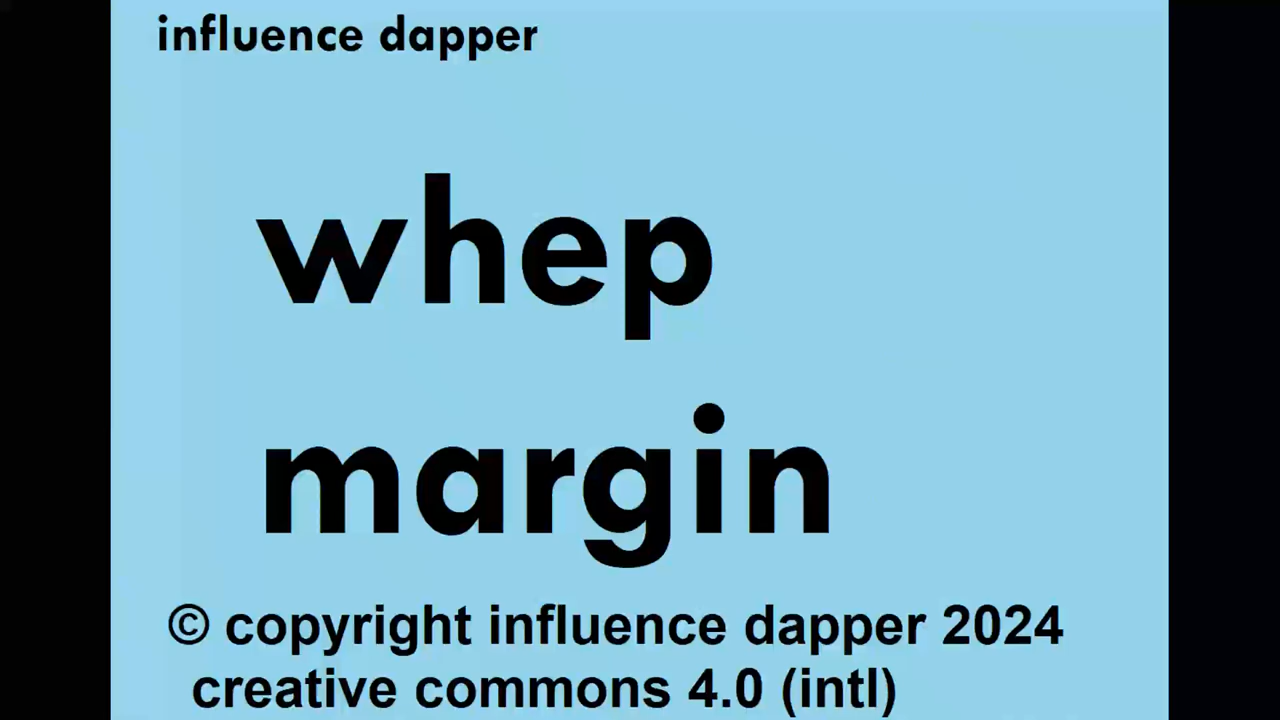 influence dapper
whep
margin
© copyright influence dapper 2024
creative commons 4.0 (intl)